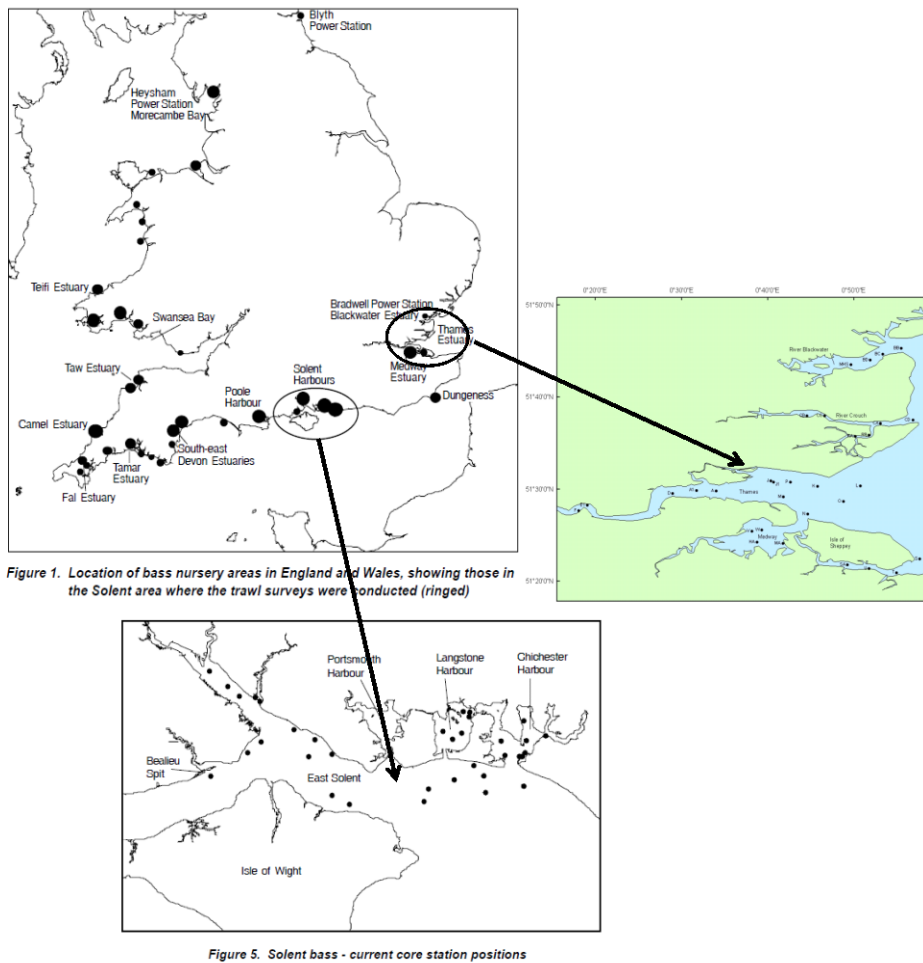 Blyth
Power Station
Heysham
Power Station
Morecambe Bay
Teifi Estuary
Swansea Bay
Bradwell Power Station
Blackwater Estuary
Thames
Estuary
Medway
Estuary
Taw Estuary
Poole
Harbour
Solent
Harbours
Dungeness
Camel Estuary
South-east
Devon Estuaries
Tamar
Estuary
Fal Estuary
Figure 1. Location of bass nursery areas in England and Wales, showing those in
the Solent area where the trawl surveys were conducted (ringed)
0°20'0"E
0°30'0"E
0°40'0"E
0°50'0"E
51°50'0"N
51°40'0"N
51°30'0"N
51°20'0"N
River Blackwater
River Crouch
Thames
Medway
Isle of
Sheppey
Portsmouth
Harbour
Langstone
Harbour
Chichester
Harbour
Bealieu
Spit
East Solent
Isle of Wight
Figure 5. Solent bass - current core station positions